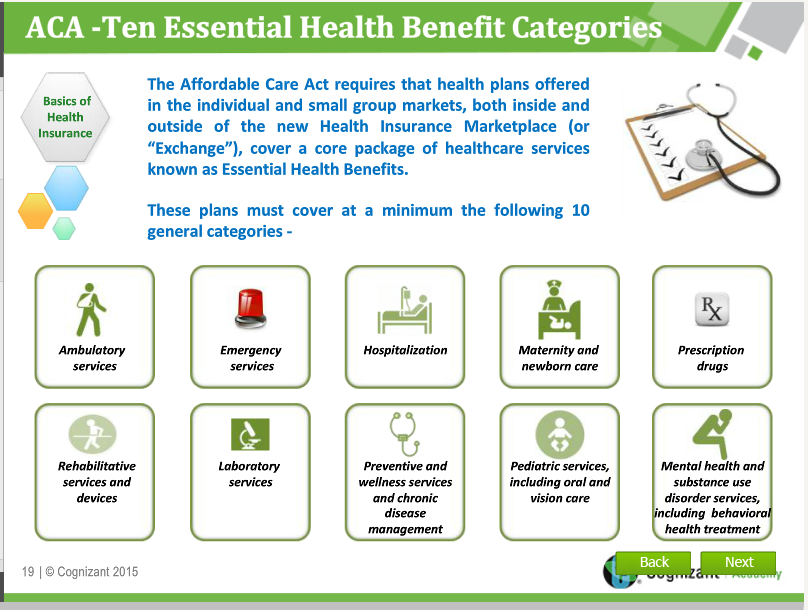 ACA -Ten Essential Health Benefit Categories
Basics of
Health
Insurance
The Affordable Care Act requires that health plans offered
in the individual and small group markets, both inside and
outside of the new Health Insurance Marketplace (or
“Exchange”), cover a core package of healthcare services
known as Essential Health Benefits.
These plans must cover at a minimum the following 10
general categories -
Ambulatory
services
Emergency
services
Hospitalization
Maternity and
newborn care
Rx
Prescription
drugs
Rehabilitative
services and
devices
Laboratory
services
Preventive and
wellness services
and chronic
disease
management
Pediatric services,
including oral and
vision care
Mental health and
substance use
disorder services,
including behavioral
health treatment
19 | © Cognizant 2015
Back
Next
Cognizant Academy